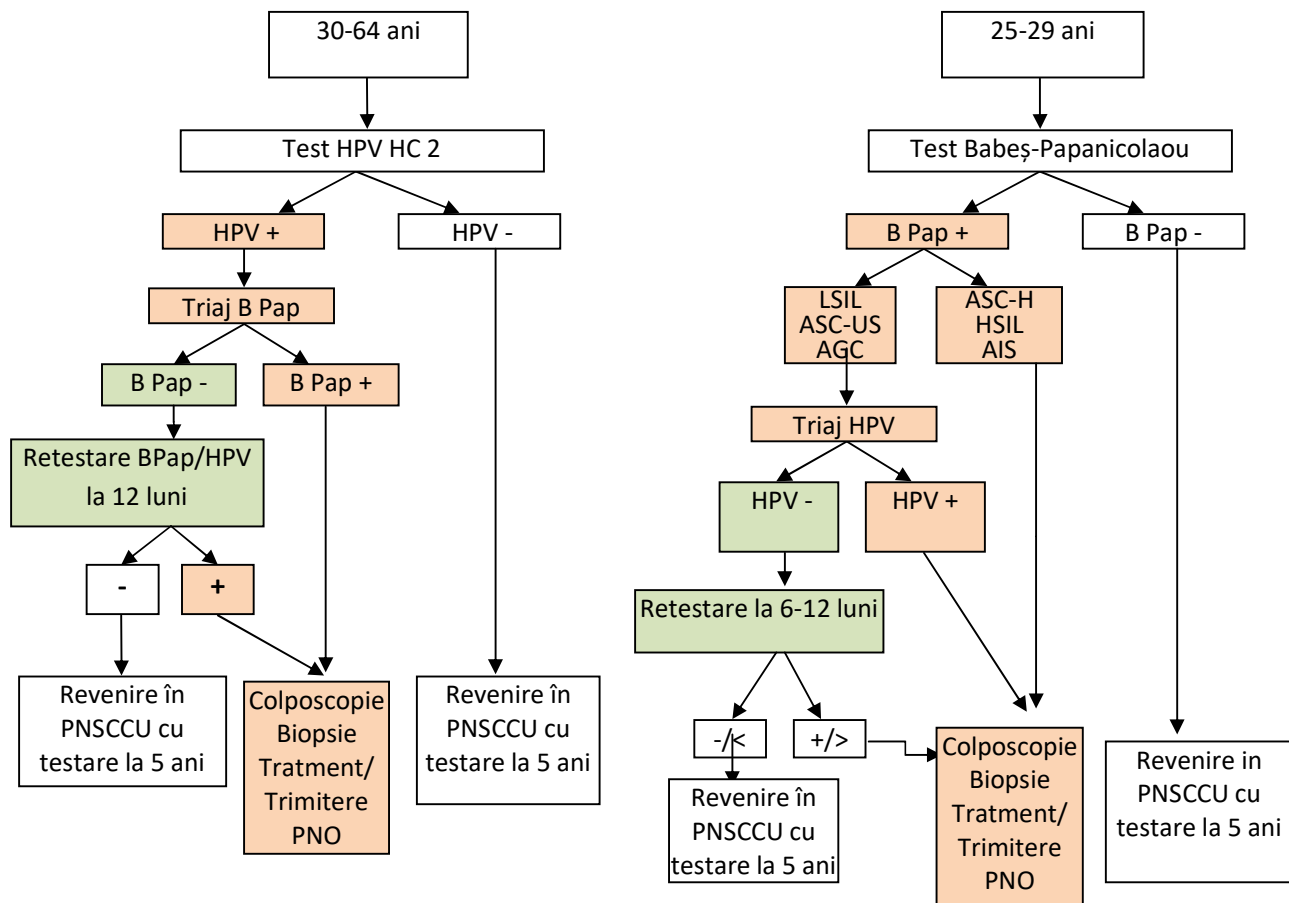 30-64 ani
Test HPV HC 2
HPV +
HPV -
Triaj B Pap
B Pap -
B Pap +
Retestare BPap/HPV
la 12 luni
-
+
Revenire în
PNSCCU cu
testare la 5 ani
Colposcopie
Biopsie
Tratment/
Trimitere
PNO
Revenire în
PNSCCU cu
testare la 5 ani
25-29 ani
Test Babeș-Papanicolaou
B Pap +
B Pap -
LSIL
ASC-US
AGC
ASC-H
HSIL
AIS
Triaj HPV
HPV -
HPV +
Retestare la 6-12 luni
-/<
+/>
Revenire în
PNSCCU cu
testare la 5 ani
Colposcopie
Biopsie
Tratment/
Trimitere
PNO
Revenire in
PNSCCU cu
testare la 5 ani